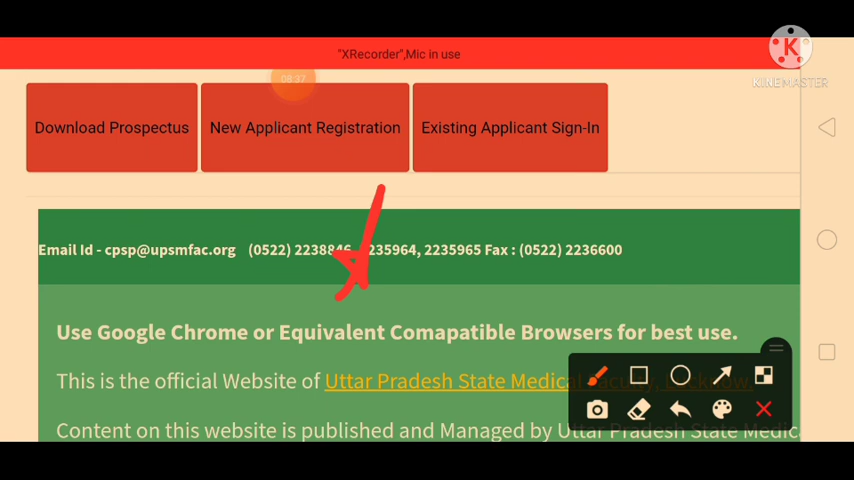 "XRecorder",Mic in use
08:37
K
KINEMASTER
Download Prospectus New Applicant Registration Existing Applicant Sign-In
Email Id - cpsp@upsmfac.org (0522) 2238846, 2235964, 2235965 Fax : (0522) 2236600
Use Google Chrome or Equivalent Comapatible Browsers for best use.
This is the official Website of Uttar Pradesh State Medical Faculty, Lucknow.
Content on this website is published and Managed by Uttar Pradesh State Medic